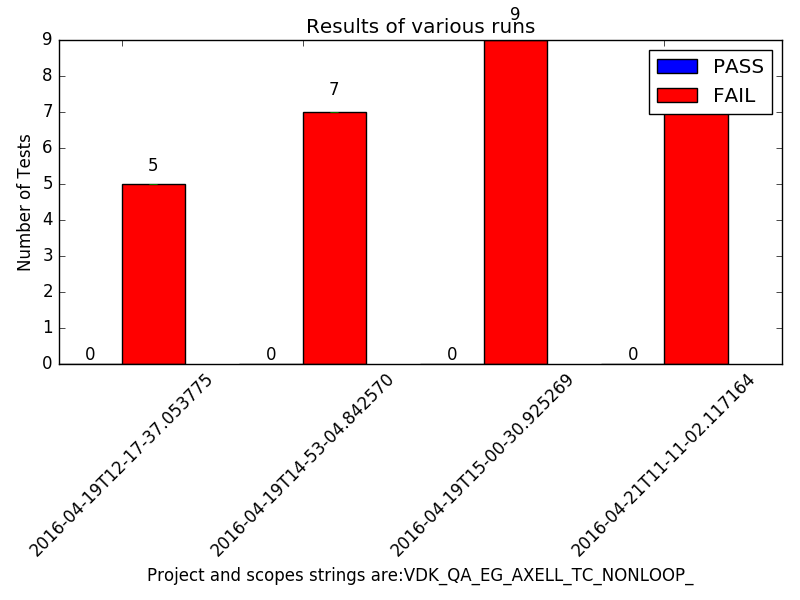 Results of various runs
9
PASS
FAIL
9
8
7
6
5
4
3
2
1
0
Number of Tests
5
7
0
0
0
0
2016-04-19T12-17-37.053775
2016-04-19T14-53-04.842570
2016-04-19T15-00-30.925269
2016-04-21T11-11-02.117164
Project and scopes strings are:VDK_QA_EG_AXELL_TC_NONLOOP_